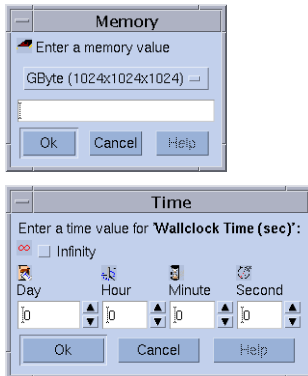 Memory
Enter a memory value
GByte (1024x1024x1024)
Ok Cancel Help
Time
Enter a time value for 'Wallclock Time (sec)':
Infinity
Day Hour Minute Second
0 0 0 0
Ok Cancel Help